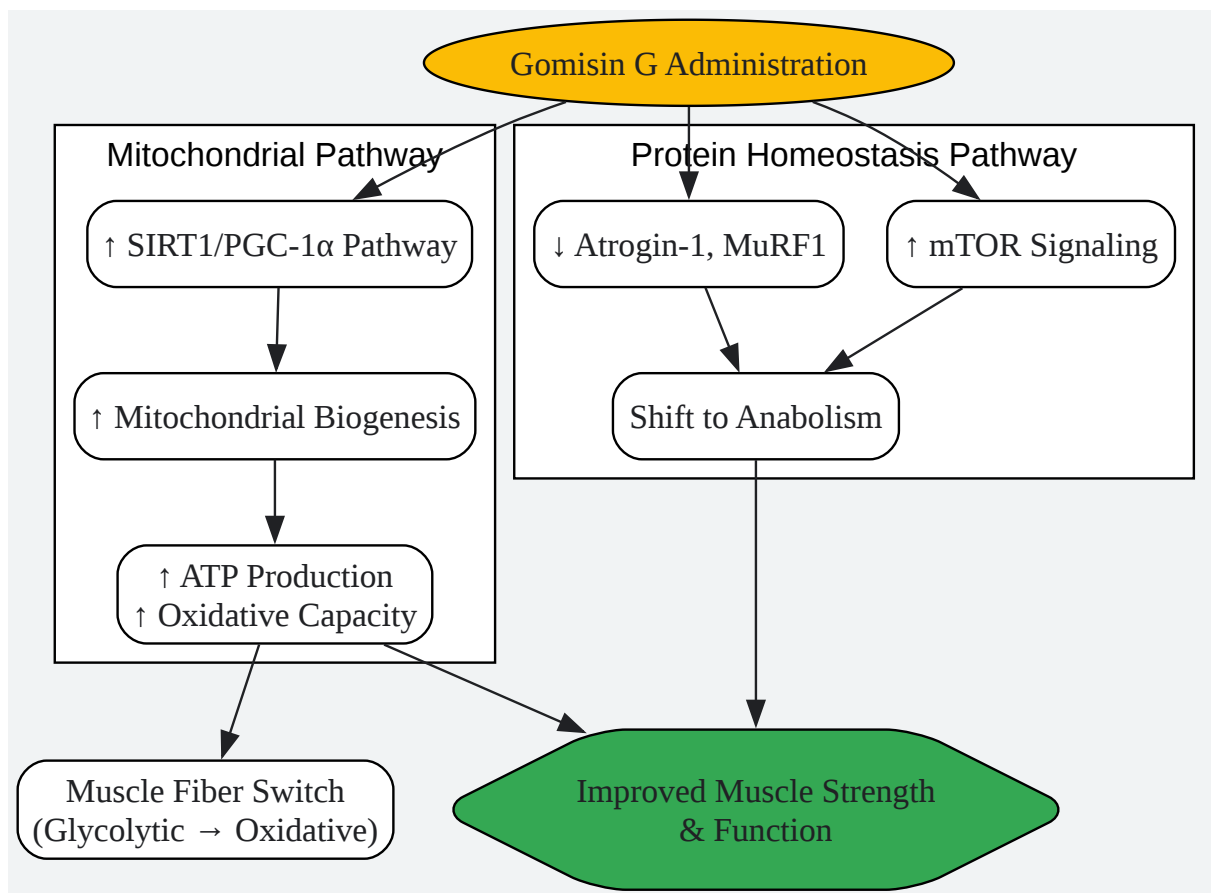 Gomisin G Administration
Mitochondrial Pathway
Protein Homeostasis Pathway
↑ SIRT1/PGC-1α Pathway
↓ Atrogin-1, MuRF1
↑ mTOR Signaling
↑ Mitochondrial Biogenesis
Shift to Anabolism
↑ ATP Production
↑ Oxidative Capacity
Muscle Fiber Switch
(Glycolytic → Oxidative)
Improved Muscle Strength
& Function